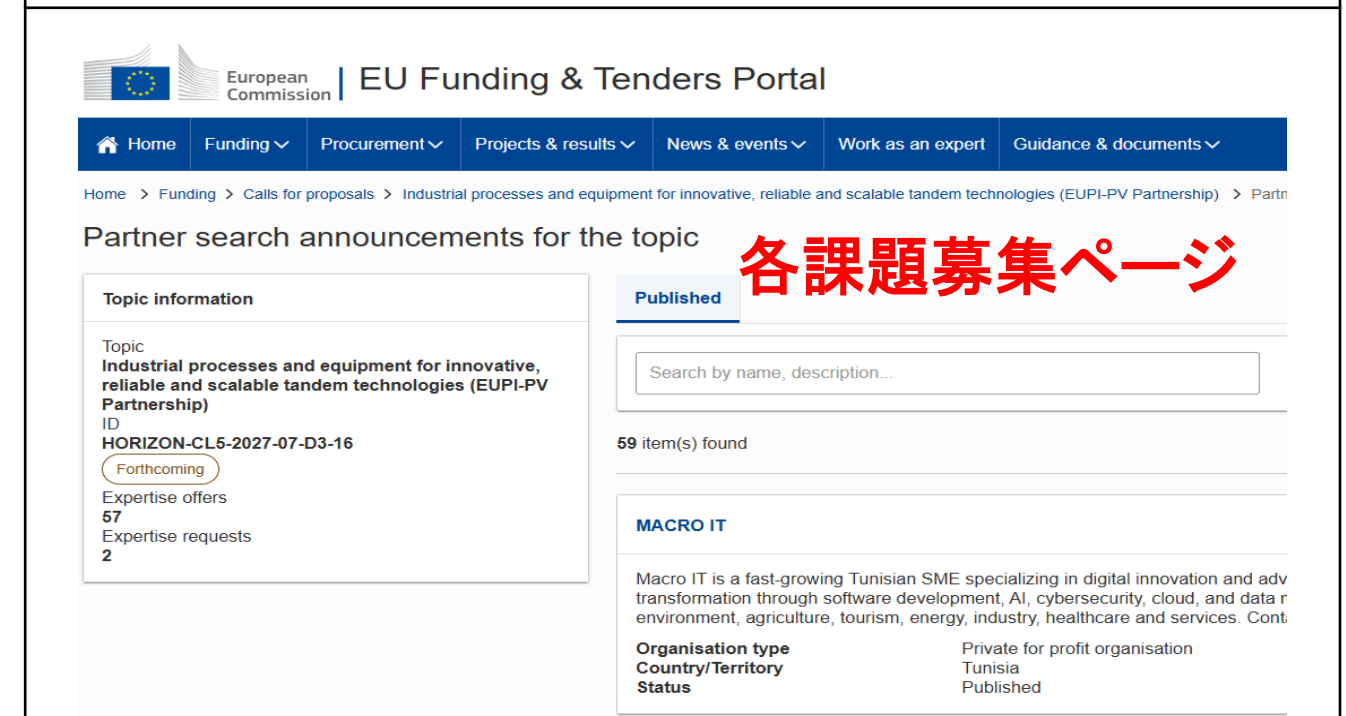 European
Commission
EU Funding & Tenders Portal
Home Funding Procurement Projects & results News & events Work as an expert Guidance & documents
Home > Funding > Calls for proposals > Industrial processes and equipment for innovative, reliable and scalable tandem technologies (EUPI-PV Partnership) > Partn
Partner search announcements for the topic
各課題募集ページ
Topic information
Topic
Industrial processes and equipment for innovative,
reliable and scalable tandem technologies (EUPI-PV
Partnership)
ID
HORIZON-CL5-2027-07-D3-16
Forthcoming
Expertise offers
57
Expertise requests
2
Published
Search by name, description...
59 item(s) found
MACRO IT
Macro IT is a fast-growing Tunisian SME specializing in digital innovation and adv
transformation through software development, AI, cybersecurity, cloud, and data
environment, agriculture, tourism, energy, industry, healthcare and services. Cont
Organisation type Private for profit organisation
Country/Territory Tunisia
Status Published